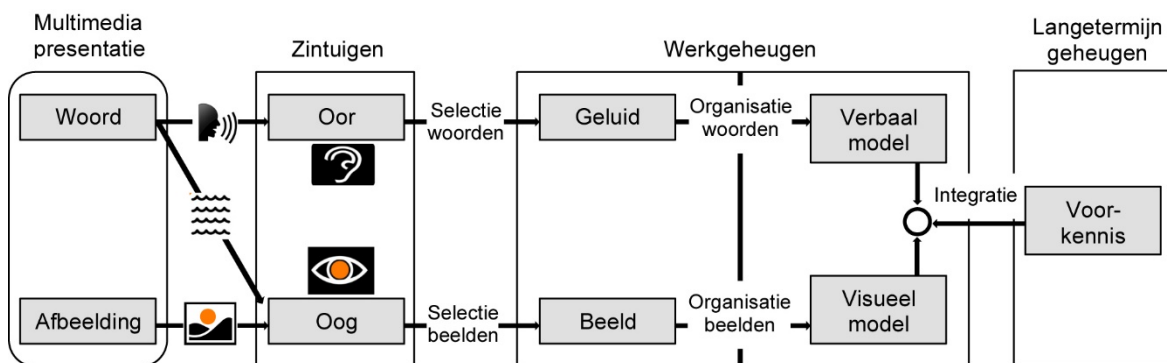 Multimedia
presentatie
Zintuigen
Werkgeheugen
Langetermijn
geheugen
Woord
Oor
Selectie
woorden
Geluid
Organisatie
woorden
Verbaal
model
Integratie
Voor-
kennis
Afbeelding
Oog
Selectie
beelden
Beeld
Organisatie
beelden
Visueel
model